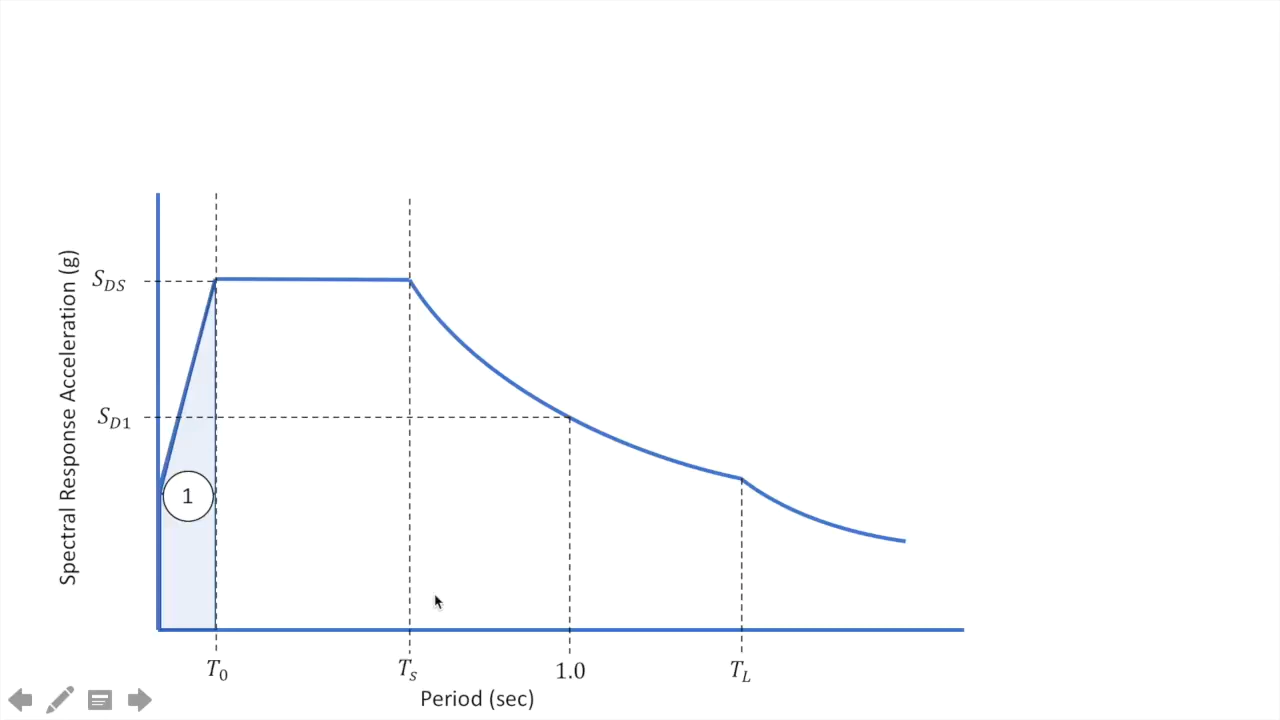 Spectral Response Acceleration (g)
S_DS
S_D1
1
T_0
T_s
1.0
T_L
Period (sec)